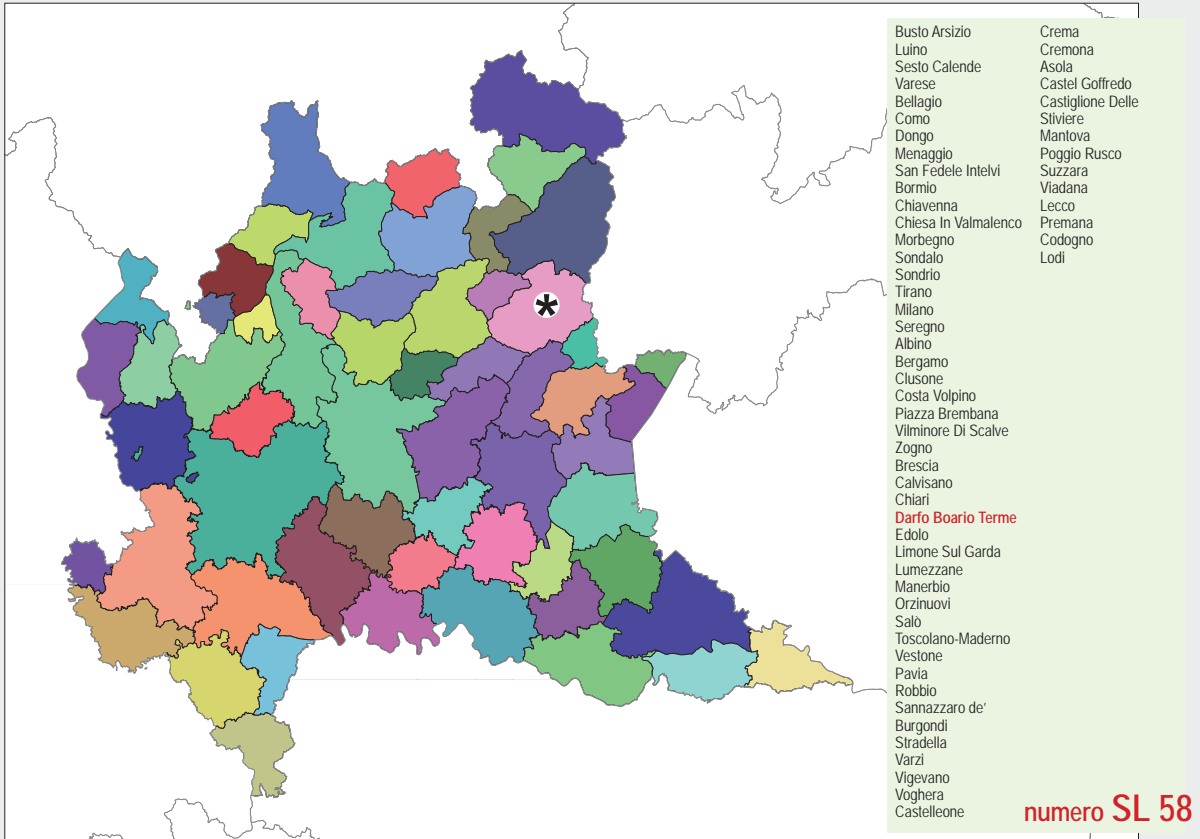 Busto Arsizio
Luino
Sesto Calende
Varese
Bellagio
Como
Dongo
Menaggio
San Fedele Intelvi
Bormio
Chiavenna
Chiesa In Valmalenco
Morbegno
Sondalo
Sondrio
Tirano
Milano
Seregno
Albino
Bergamo
Clusone
Costa Volpino
Piazza Brembana
Vilminore Di Scalve
Zogno
Brescia
Calvisano
Chiari
Darfo Boario Terme
Edolo
Limone Sul Garda
Lumezzane
Manerbio
Orzinuovi
Salò
Toscolano-Maderno
Vestone
Pavia
Robbio
Sannazzaro de'
Burgondi
Stradella
Varzi
Vigevano
Voghera
Castelleone
Crema
Cremona
Asola
Castel Goffredo
Castiglione Delle
Stiviere
Mantova
Poggio Rusco
Suzzara
Viadana
Lecco
Premana
Codogno
Lodi
*
numero SL 58